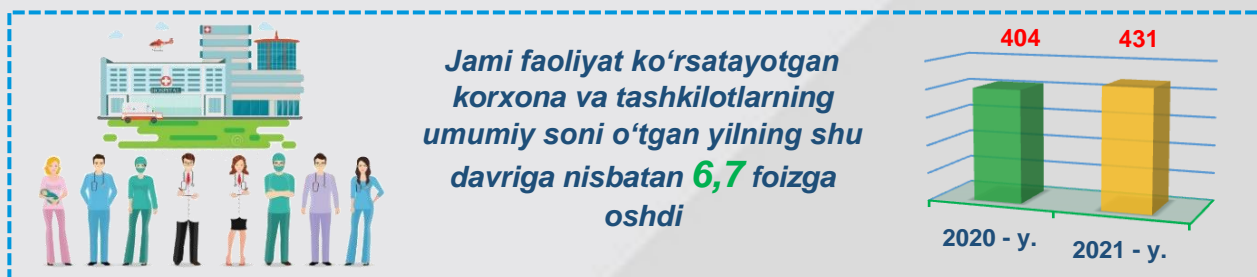 HOSPITAL
Jami faoliyat ko‘rsatayotgan
korxona va tashkilotlarning
umumiy soni o‘tgan yilning shu
davriga nisbatan 6,7 foizga
oshdi
404 431
2020 - y. 2021 - y.